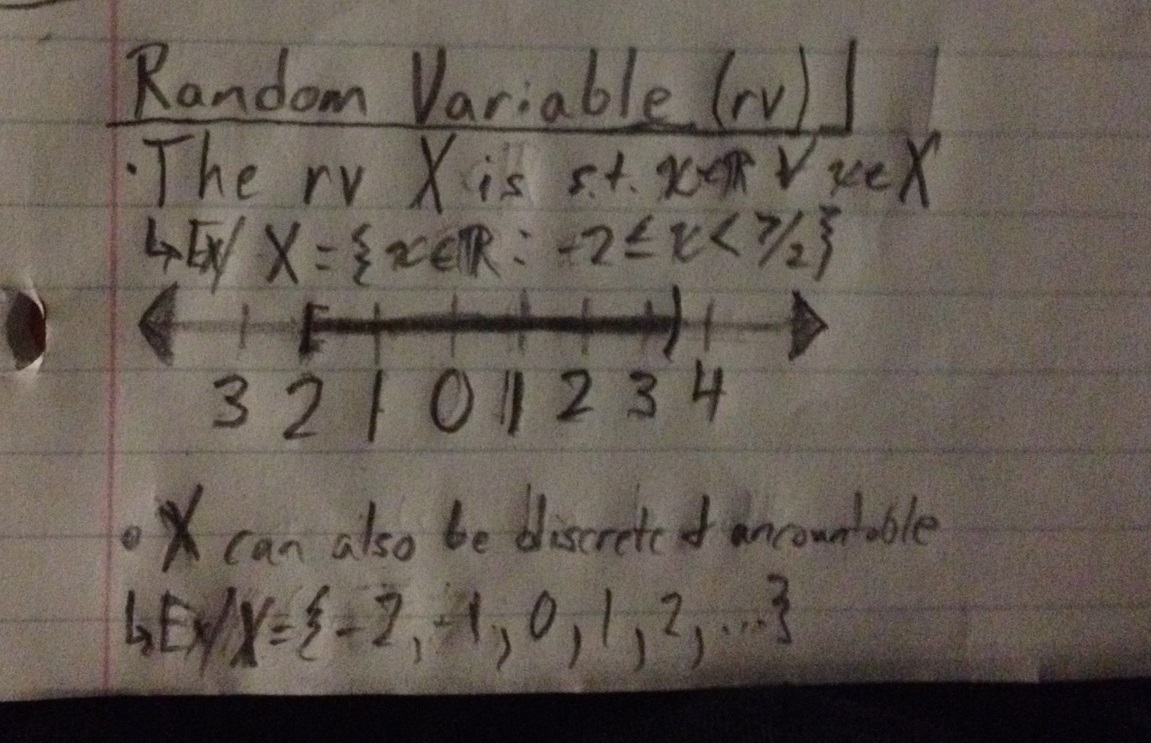 Random Variable (rv)
• The rv X is s.t. x∈ℝ ∀ x∈X
↳ Ex/ X = {x∈ℝ : -2 ≤ x < 7/2}
3 2 1 0 1 2 3 4
• X can also be discrete & uncountable
↳ Ex/ X = {-2, -1, 0, 1, 2, ...}